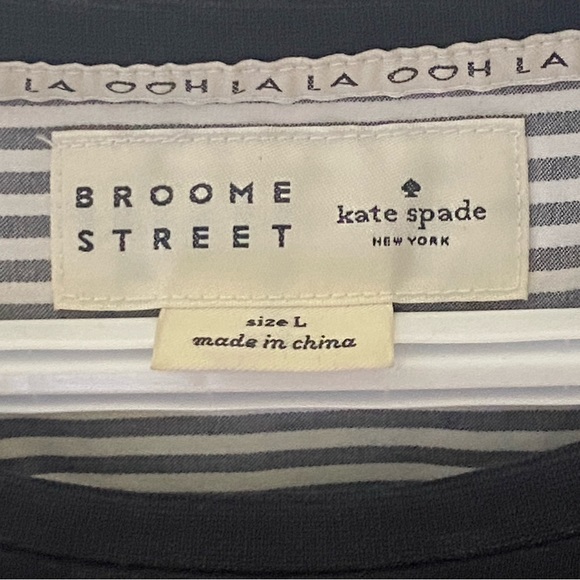 LA OOH LA LA OOH LA
BROOME
STREET
kate spade
NEW YORK
size L
made in china